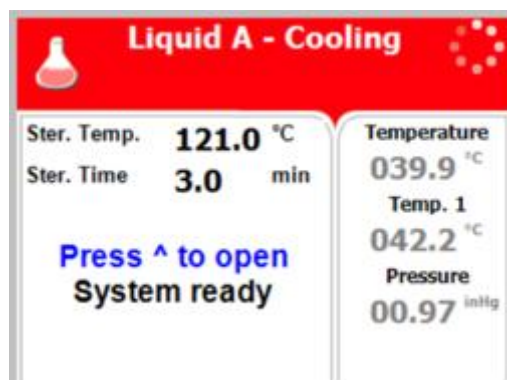 Liquid A - Cooling
Ster. Temp. 121.0 °C
Ster. Time 3.0 min
Press ^ to open
System ready
Temperature
039.9 °C
Temp. 1
042.2 °C
Pressure
00.97 inHg